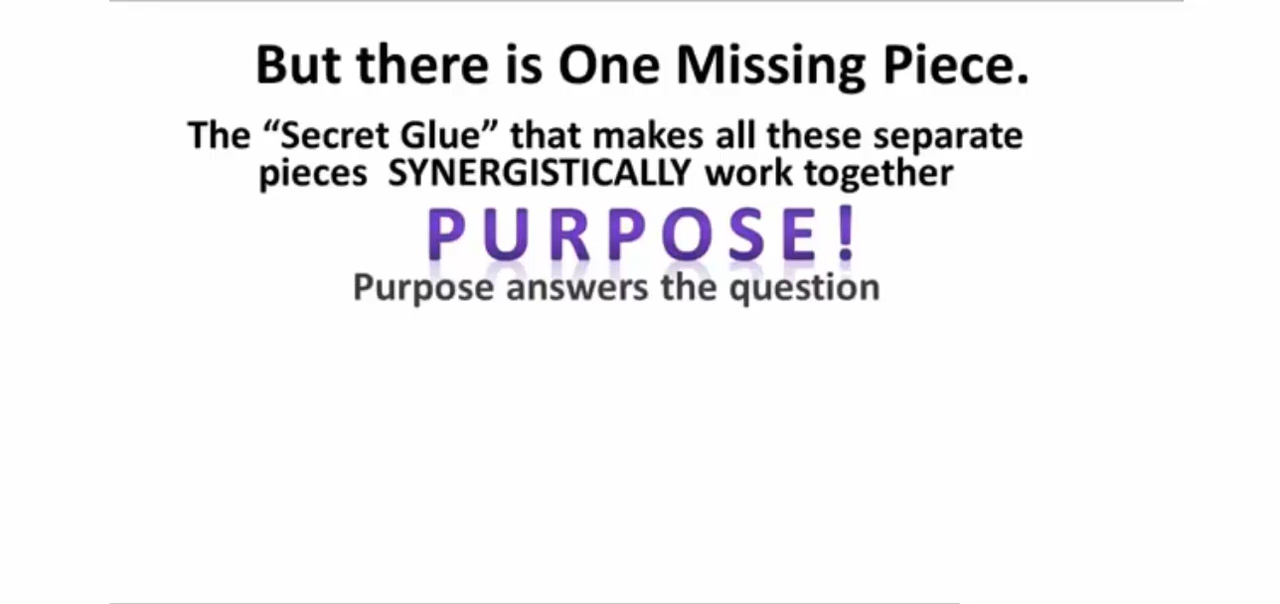 But there is One Missing Piece.
The “Secret Glue” that makes all these separate
pieces  SYNERGISTICALLY work together
PURPOSE!
Purpose answers the question